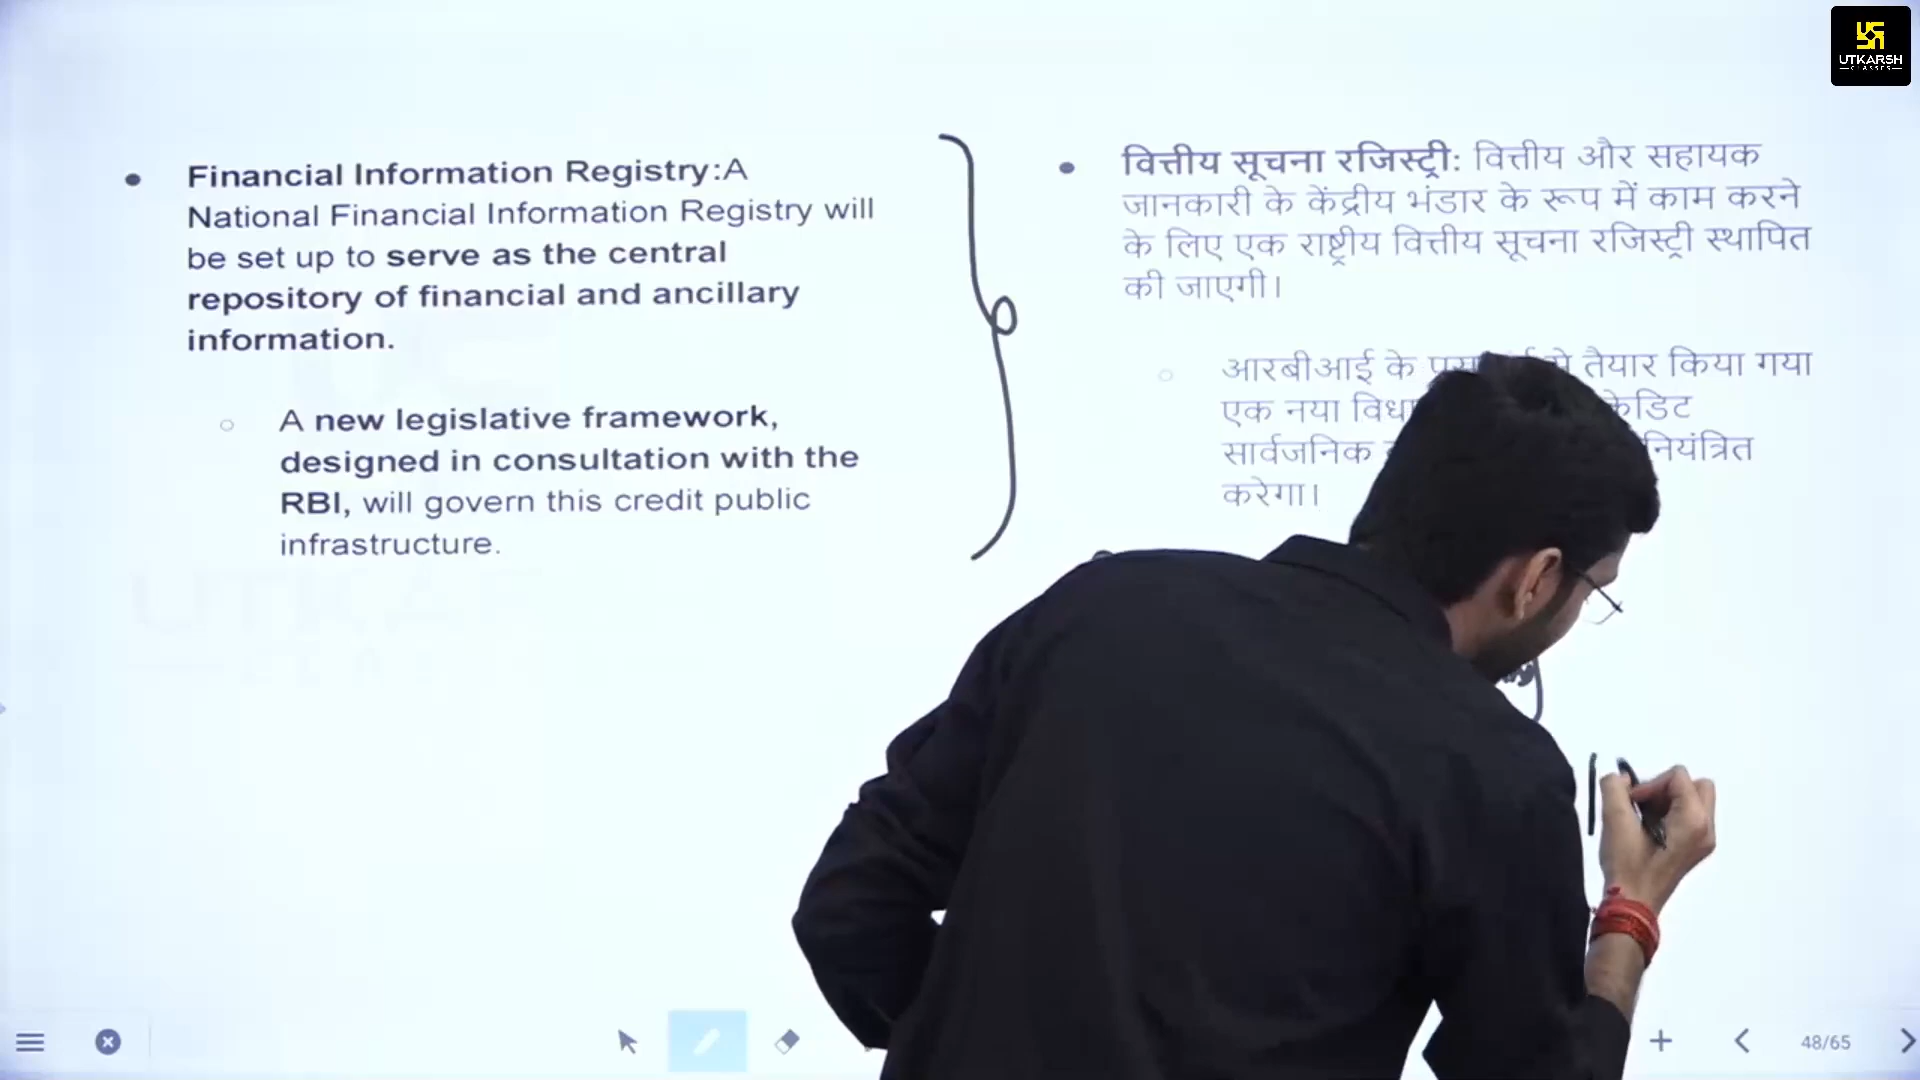 UTKARSH
CLASSES
Financial Information Registry:A
National Financial Information Registry will
be set up to serve as the central
repository of financial and ancillary
information.
A new legislative framework,
designed in consultation with the
RBI, will govern this credit public
infrastructure.
वित्तीय सूचना रजिस्ट्री: वित्तीय और सहायक
जानकारी के केंद्रीय भंडार के रूप में काम करने
के लिए एक राष्ट्रीय वित्तीय सूचना रजिस्ट्री स्थापित
की जाएगी।
आरबीआई के तैयार किया गया
एक नया
सार्वजनिक नियंत्रित
करेगा।
48/65